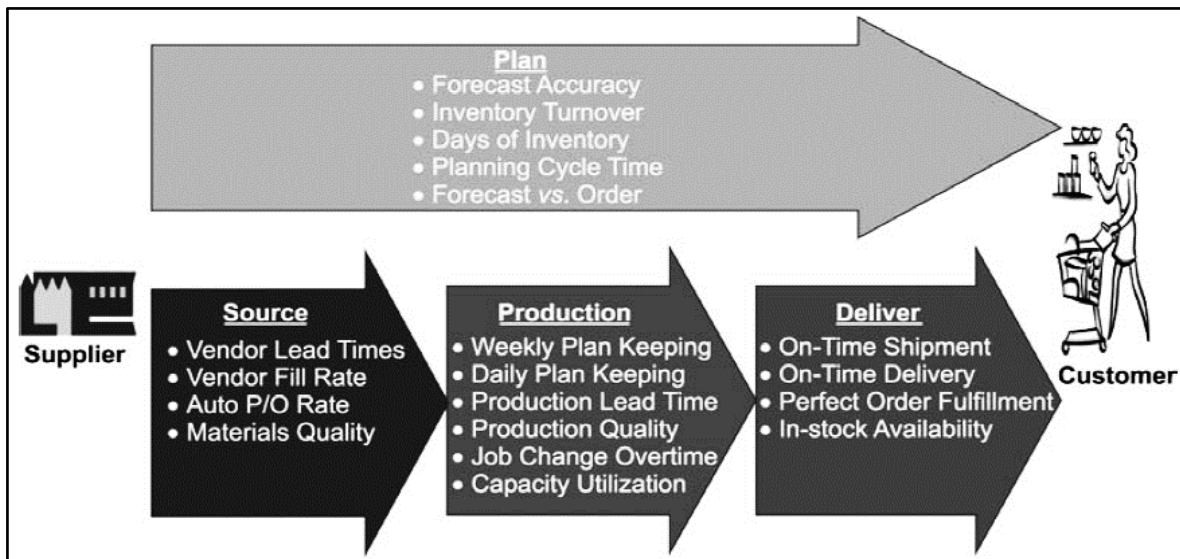 Plan
• Forecast Accuracy
• Inventory Turnover
• Days of Inventory
• Planning Cycle Time
• Forecast vs. Order
Supplier
Source
• Vendor Lead Times
• Vendor Fill Rate
• Auto P/O Rate
• Materials Quality
Production
• Weekly Plan Keeping
• Daily Plan Keeping
• Production Lead Time
• Production Quality
• Job Change Overtime
• Capacity Utilization
Deliver
• On-Time Shipment
• On-Time Delivery
• Perfect Order Fulfillment
• In-stock Availability
Customer